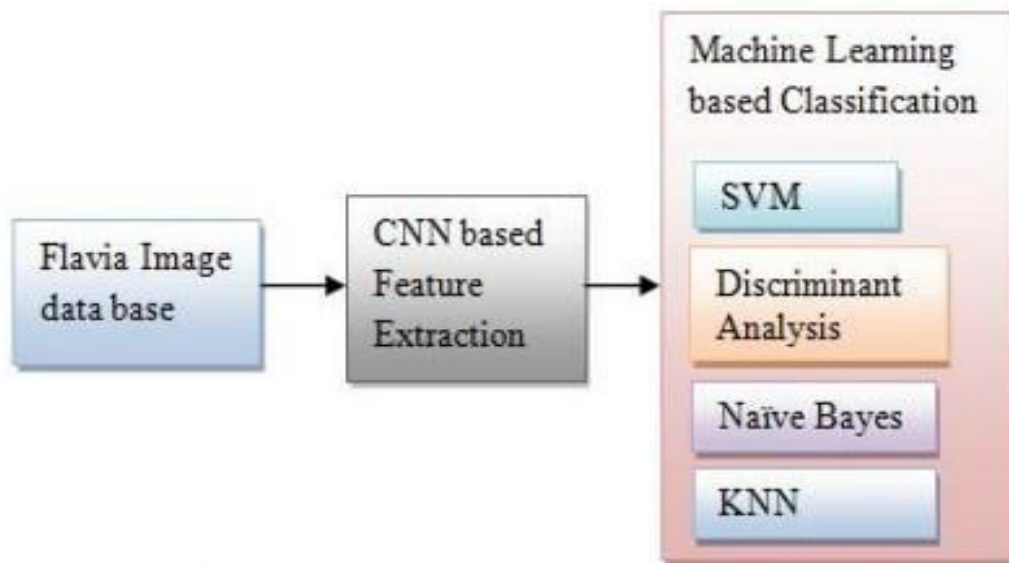 Flavia Image
data base
CNN based
Feature
Extraction
Machine Learning
based Classification
SVM
Discriminant
Analysis
Naïve Bayes
KNN